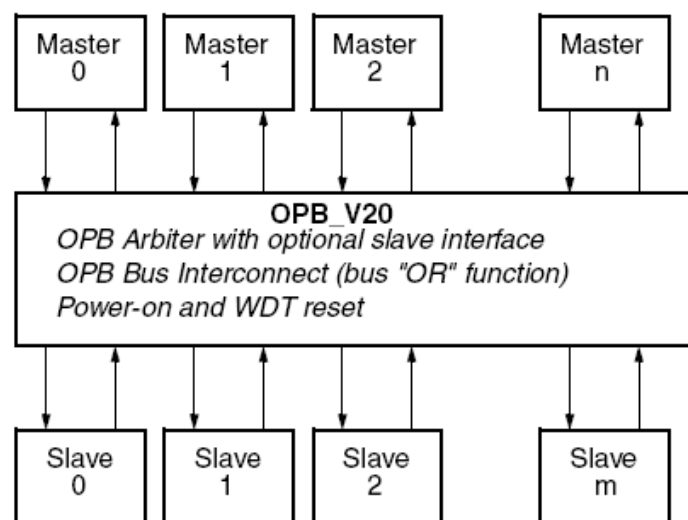 Master Master Master Master
0 1 2 n
OPB_V20
OPB Arbiter with optional slave interface
OPB Bus Interconnect (bus "OR" function)
Power-on and WDT reset
Slave Slave Slave Slave
0 1 2 m